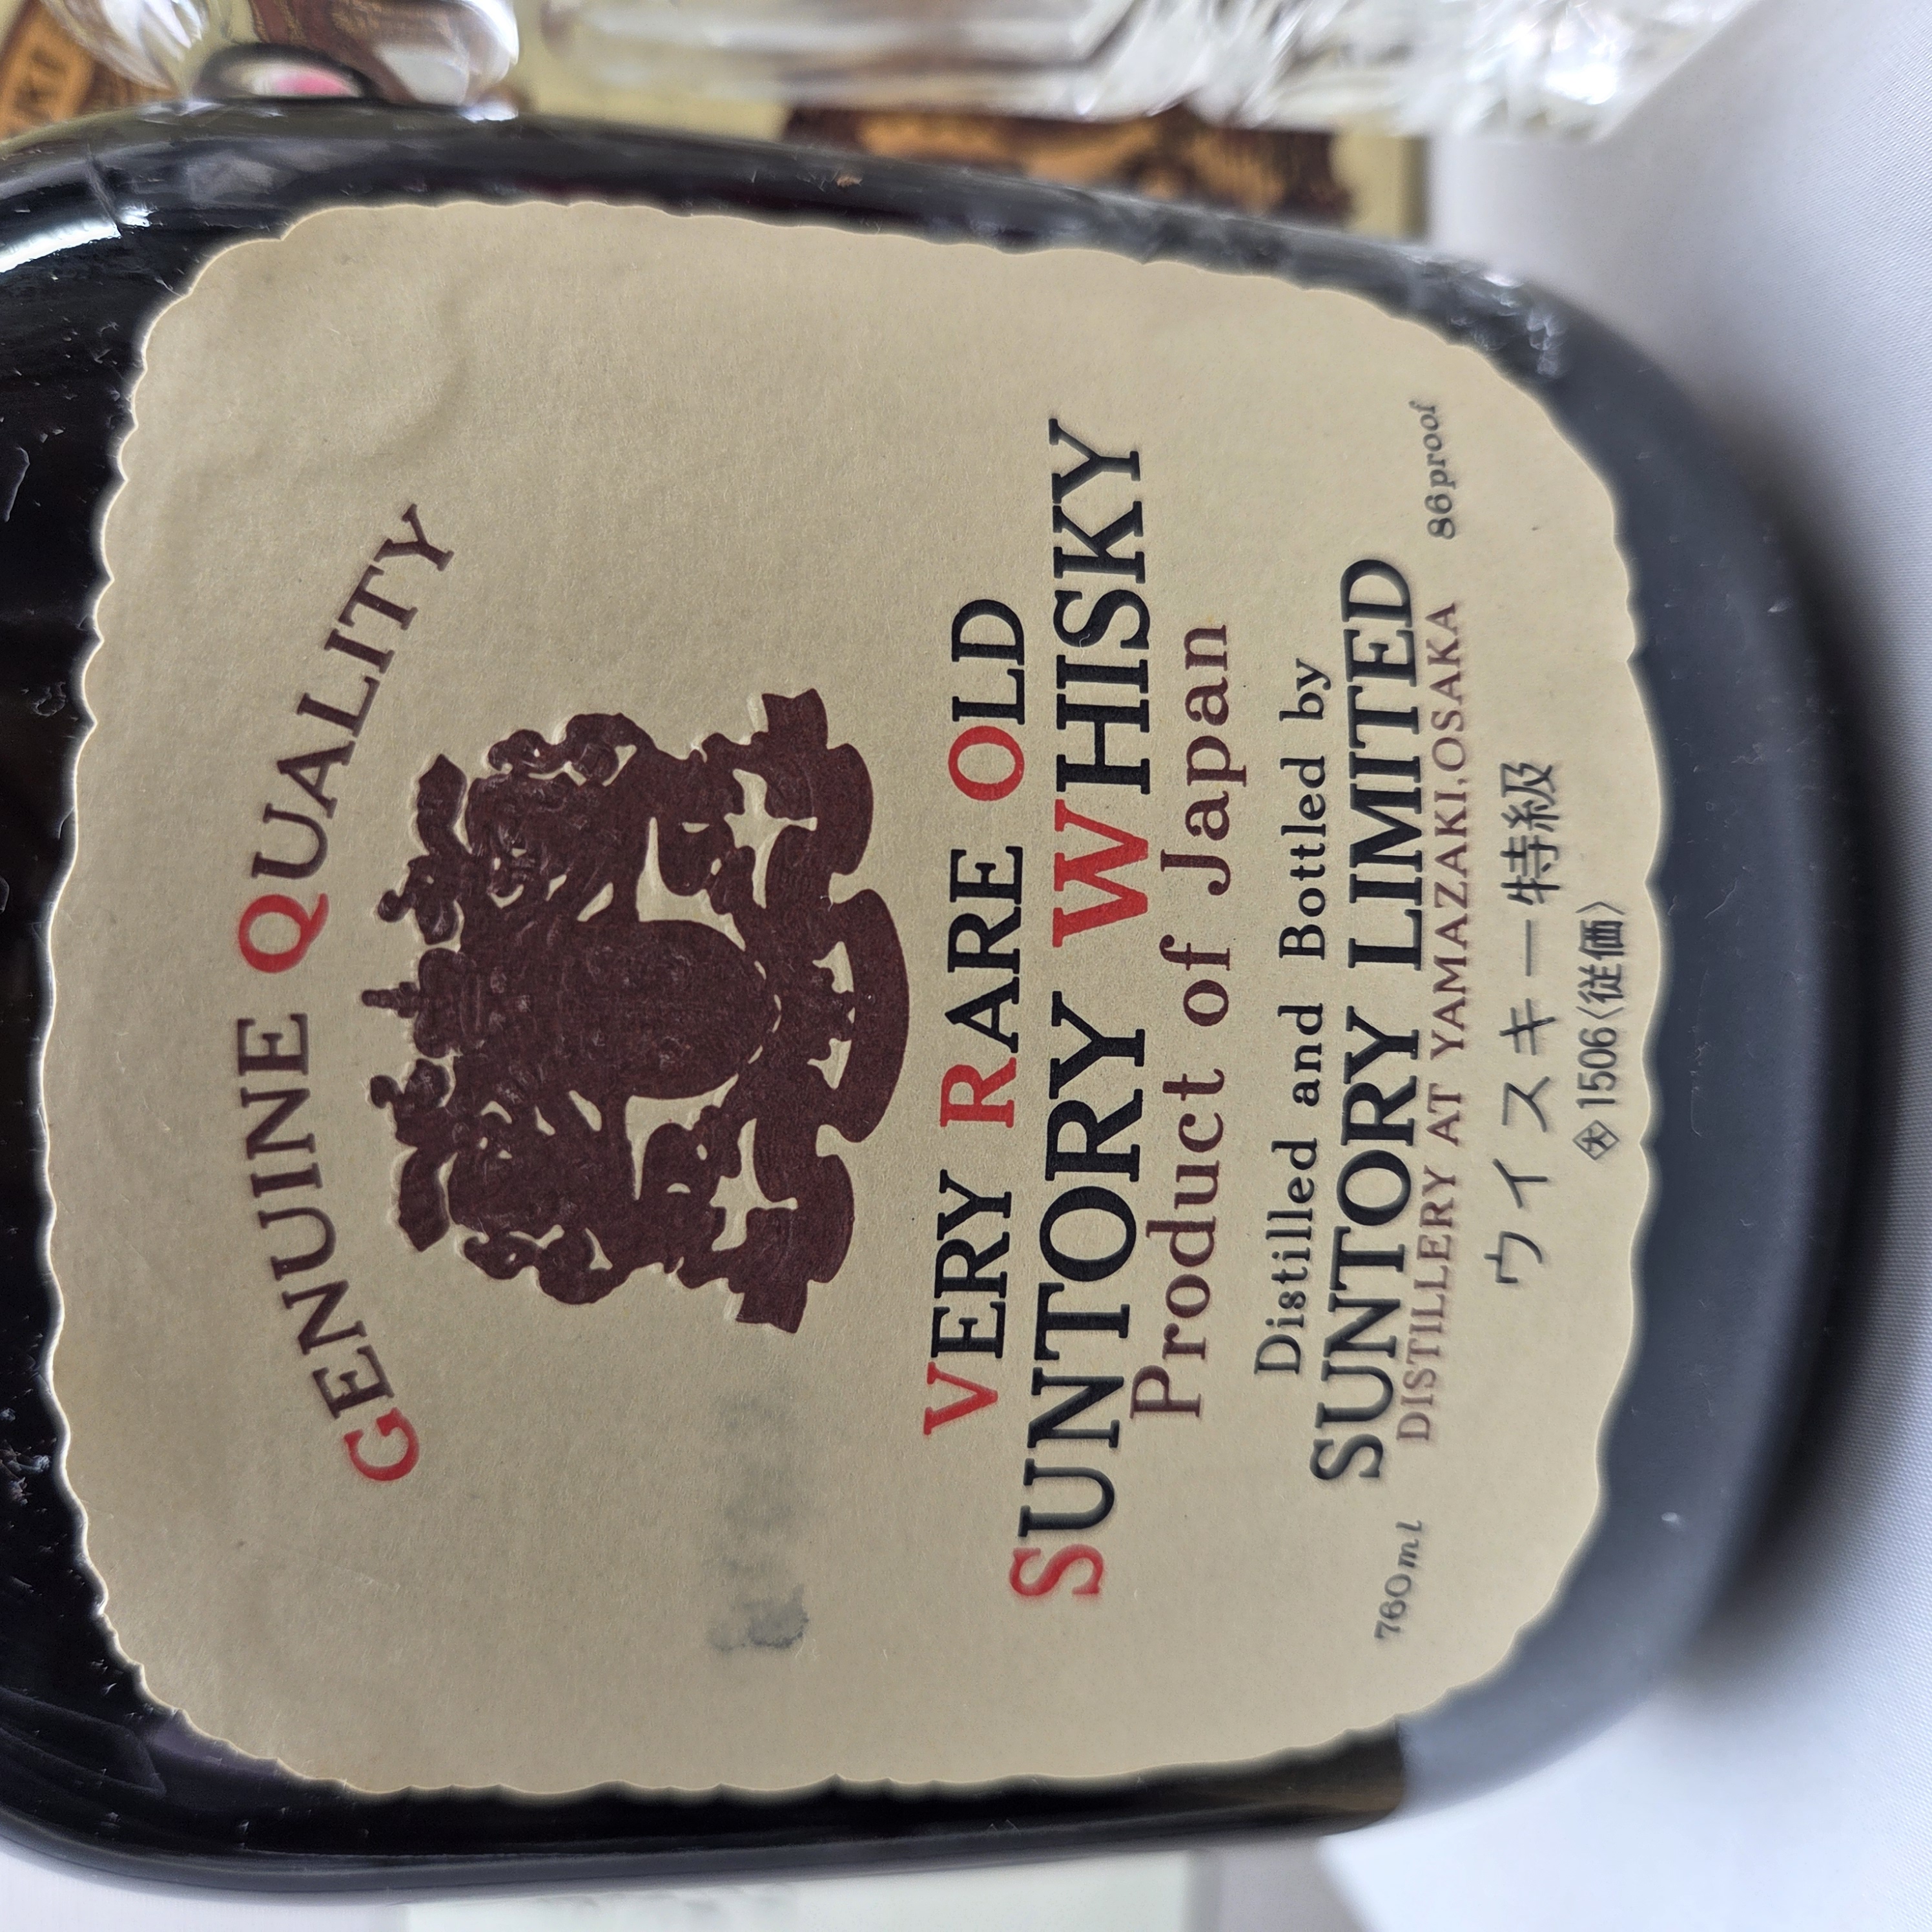 GENUINE QUALITY
VERY RARE OLD
SUNTORY WHISKY
Product of Japan
Distilled and Bottled by
SUNTORY LIMITED
760ml DISTILLERY AT YAMAZAKI.OSAKA 86proof
ウイスキー特級
大 1506〈従価〉